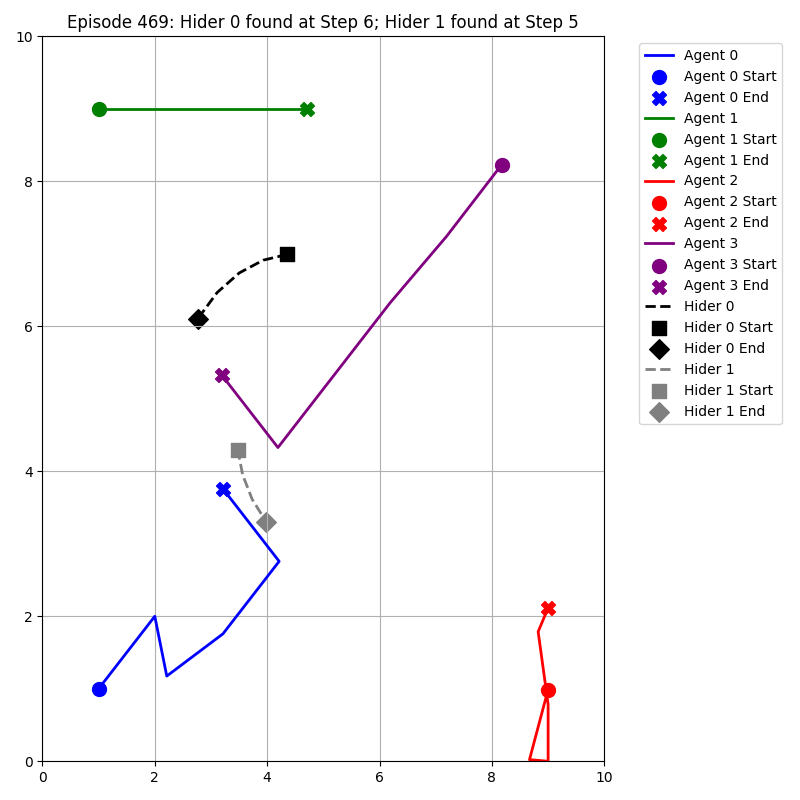 Episode 469: Hider 0 found at Step 6; Hider 1 found at Step 5
10
8
6
4
2
0
0 2 4 6 8 10
Agent 0
Agent 0 Start
Agent 0 End
Agent 1
Agent 1 Start
Agent 1 End
Agent 2
Agent 2 Start
Agent 2 End
Agent 3
Agent 3 Start
Agent 3 End
Hider 0
Hider 0 Start
Hider 0 End
Hider 1
Hider 1 Start
Hider 1 End